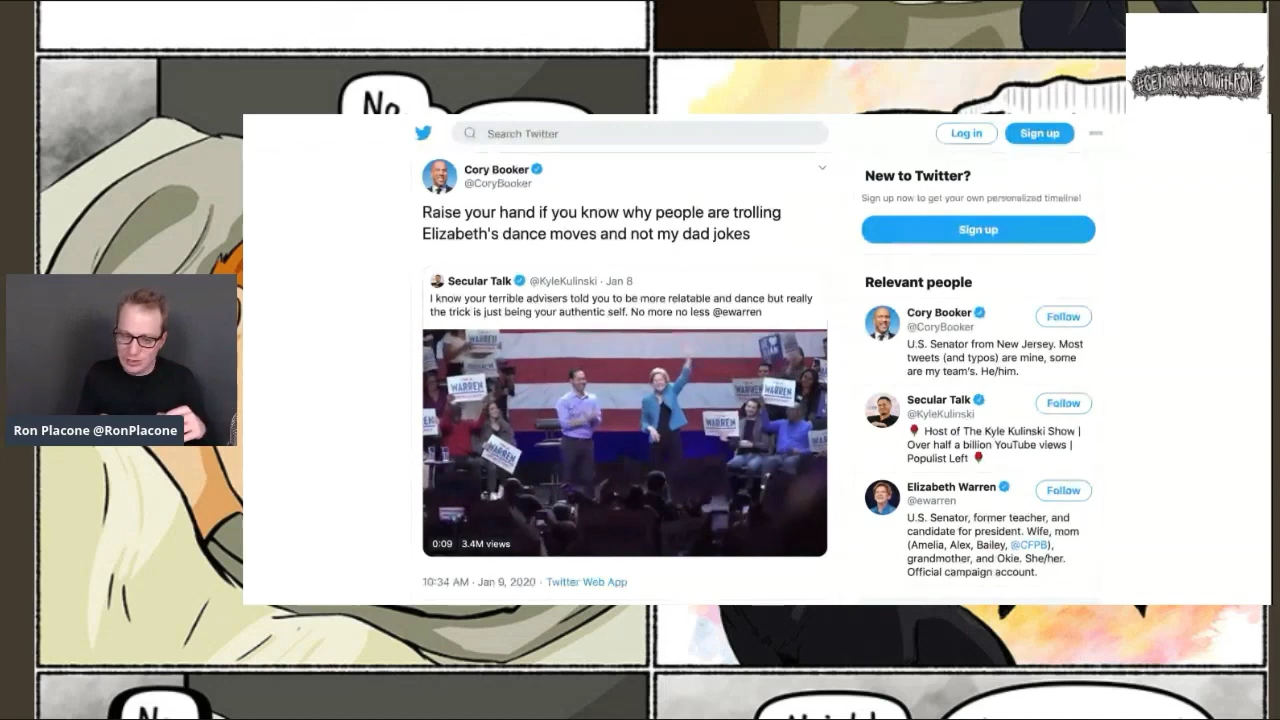 No
#GETYOURNEWSONWITHRON
Search Twitter
Log in
Sign up
Cory Booker
@CoryBooker
Raise your hand if you know why people are trolling
Elizabeth's dance moves and not my dad jokes
Secular Talk @KyleKulinski · Jan 8
I know your terrible advisers told you to be more relatable and dance but really
the trick is just being your authentic self. No more no less @ewarren
WARREN
WARREN
WARREN
WARREN
WARREN
0:09 3.4M views
10:34 AM · Jan 9, 2020 · Twitter Web App
New to Twitter?
Sign up now to get your own personalized timeline!
Sign up
Relevant people
Cory Booker
@CoryBooker
Follow
U.S. Senator from New Jersey. Most
tweets (and typos) are mine, some
are my team's. He/him.
Secular Talk
@KyleKulinski
Follow
🌹 Host of The Kyle Kulinski Show |
Over half a billion YouTube views |
Populist Left 🌹
Elizabeth Warren
@ewarren
Follow
U.S. Senator, former teacher, and
candidate for president. Wife, mom
(Amelia, Alex, Bailey, @CFPB),
grandmother, and Okie. She/her.
Official campaign account.
Ron Placone @RonPlacone